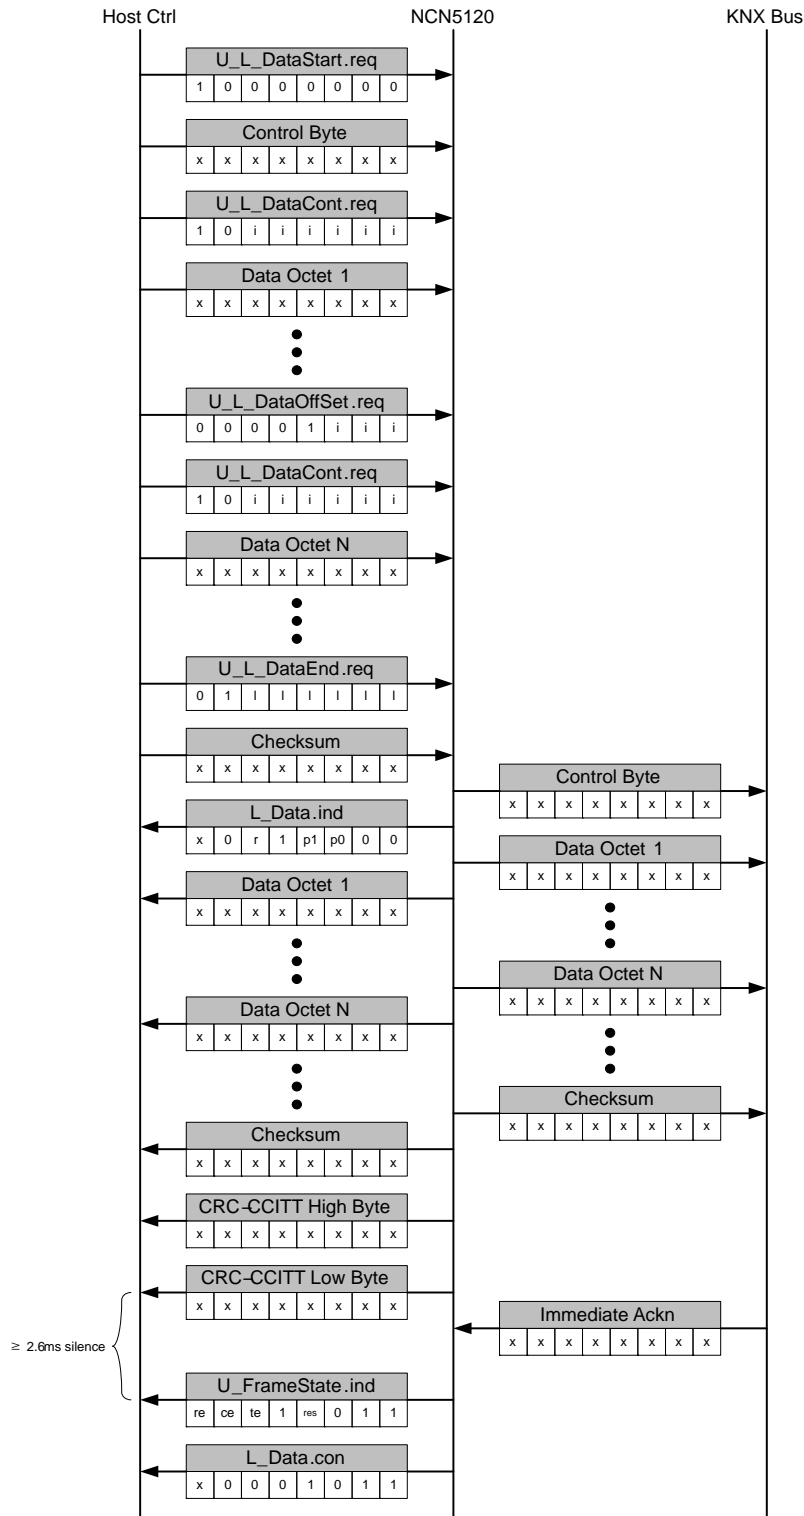 Host Ctrl NCN5120 KNX Bus
U_L_DataStart.req
1 0 0 0 0 0 0 0
Control Byte
x x x x x x x x
U_L_DataCont.req
1 0 i i i i i i
Data Octet 1
x x x x x x x x
U_L_DataOffSet.req
0 0 0 0 1 i i i
U_L_DataCont.req
1 0 i i i i i i
Data Octet N
x x x x x x x x
U_L_DataEnd.req
0 1 l l l l l l
Checksum
x x x x x x x x
Control Byte
x x x x x x x x
L_Data.ind
x 0 r 1 p1 p0 0 0
Data Octet 1
x x x x x x x x
Data Octet 1
x x x x x x x x
Data Octet N
x x x x x x x x
Data Octet N
x x x x x x x x
Checksum
x x x x x x x x
Checksum
x x x x x x x x
CRC-CCITT High Byte
x x x x x x x x
CRC-CCITT Low Byte
x x x x x x x x
Immediate Ackn
x x x x x x x x
≥ 2.6ms silence
U_FrameState.ind
re ce te 1 res 0 1 1
L_Data.con
x 0 0 0 1 0 1 1